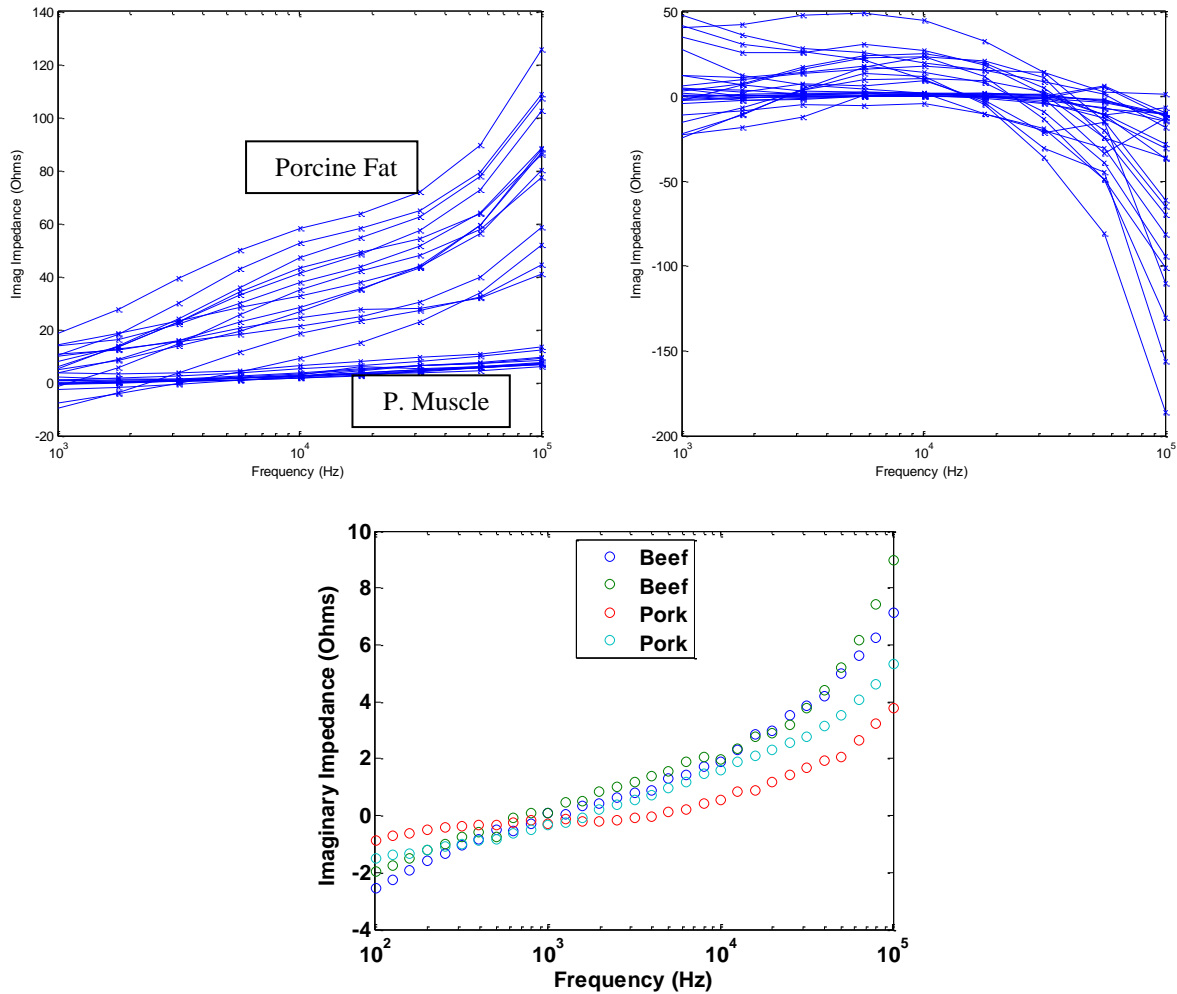 140
120
100
80
60
40
20
0
-20
Imag Impedance (Ohms)
Porcine Fat
P. Muscle
10^3
10^4
10^5
Frequency (Hz)
50
0
-50
-100
-150
-200
Imag Impedance (Ohms)
10^3
10^4
10^5
Frequency (Hz)
10
8
6
4
2
0
-2
-4
Imaginary Impedance (Ohms)
Beef
Beef
Pork
Pork
10^2
10^3
10^4
10^5
Frequency (Hz)